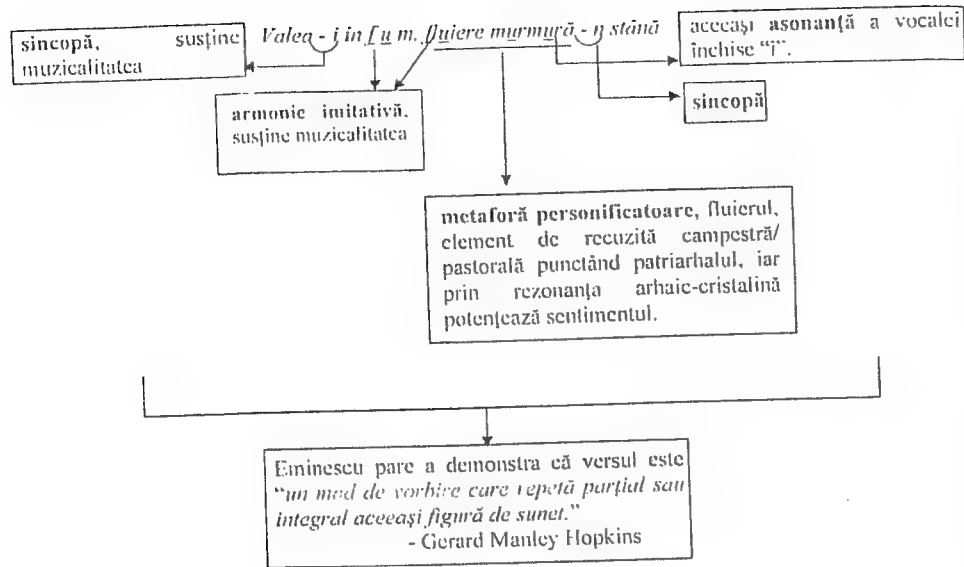 Valea - i în fum, fluiere murmură - n stână
sincopă, susține
muzicalitatea
aceeași asonanță a vocalei
închise “î”.
sincopă
armonie imitativă,
susține muzicalitatea
metaforă personificatoare, fluierul,
element de recuzită campestră/
pastorală punctând patriarhalul, iar
prin rezonanța arhaic-cristalină
potențează sentimentul.
Eminescu pare a demonstra că versul este
“un mod de vorbire care repetă parțial sau
integral aceeași figură de sunet.”
- Gerard Manley Hopkins